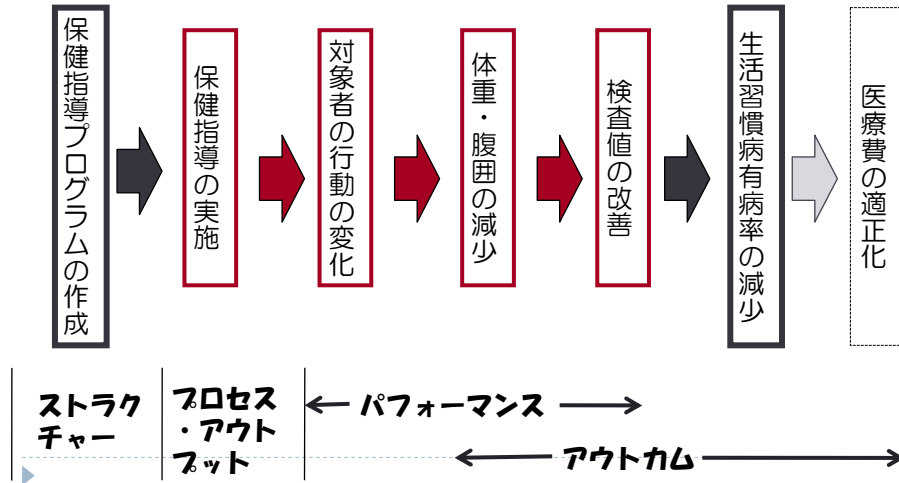 保健指導プログラムの作成
保健指導の実施
対象者の行動の変化
体重・腹囲の減少
検査値の改善
生活習慣病有病率の減少
医療費の適正化
ストラク
チャー
プロセス
・アウト
プット
パフォーマンス
アウトカム